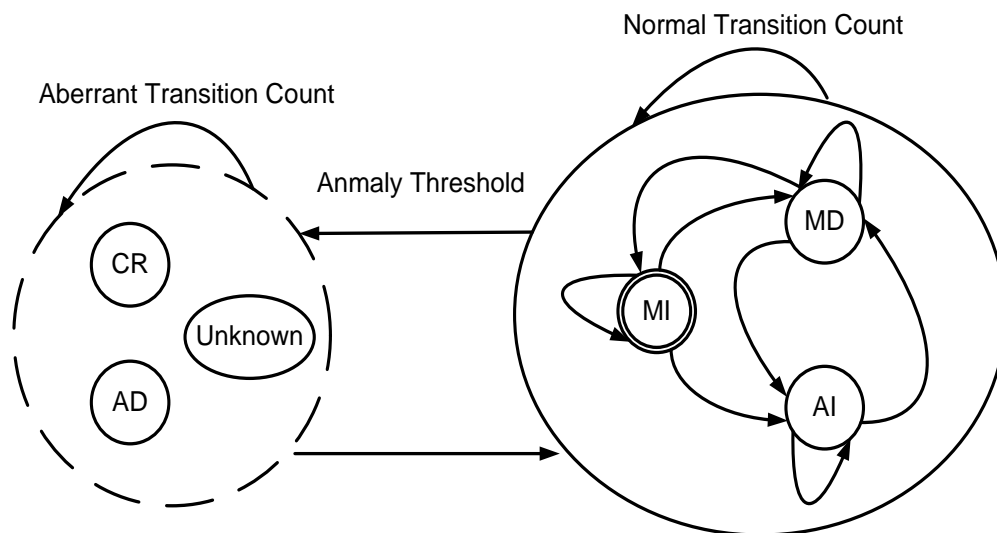 Normal Transition Count
Aberrant Transition Count
Anmaly Threshold
CR
Unknown
AD
MD
MI
AI